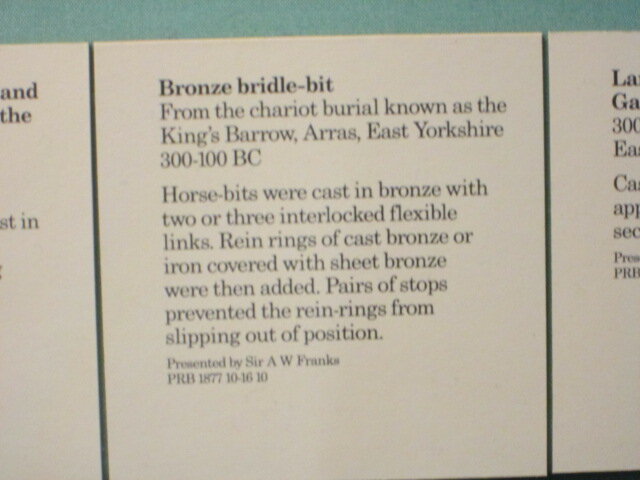 and
the
st in
Bronze bridle-bit
From the chariot burial known as the
King's Barrow, Arras, East Yorkshire
300-100 BC
Horse-bits were cast in bronze with
two or three interlocked flexible
links. Rein rings of cast bronze or
iron covered with sheet bronze
were then added. Pairs of stops
prevented the rein-rings from
slipping out of position.
Presented by Sir A W Franks
PRB 1877 10-16 10
La
Ga
300
Eas
Cas
app
sec
Pres
PRB